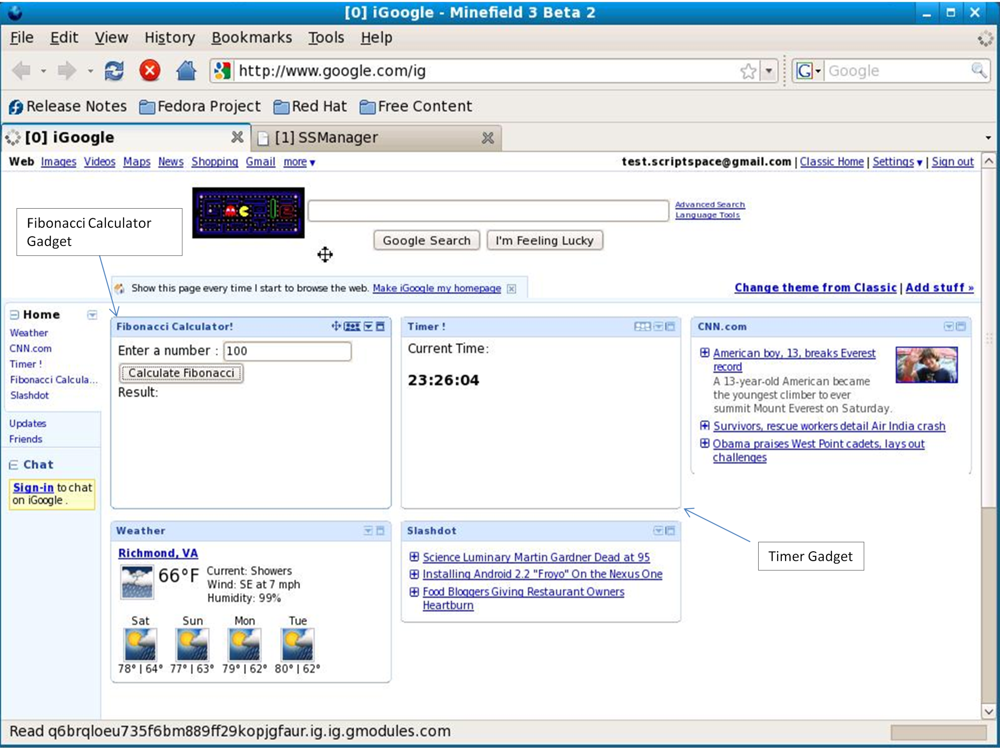 [0] iGoogle - Minefield 3 Beta 2
File Edit View History Bookmarks Tools Help
http://www.google.com/ig
G Google
Release Notes Fedora Project Red Hat Free Content
[0] iGoogle [1] SSManager
Web Images Videos Maps News Shopping Gmail more ▼ test.scriptspace@gmail.com | Classic Home | Settings ▼ | Sign out
Advanced Search
Language Tools
Google Search I'm Feeling Lucky
Fibonacci Calculator
Gadget
Show this page every time I start to browse the web. Make iGoogle my homepage
Change theme from Classic | Add stuff »
Home
Weather
CNN.com
Timer !
Fibonacci Calcula...
Slashdot
Updates
Friends
Chat
Sign-in to chat
on iGoogle .
Fibonacci Calculator!
Enter a number : 100
Calculate Fibonacci
Result:
Timer !
Current Time:
23:26:04
CNN.com
American boy, 13, breaks Everest
record
A 13-year-old American became
the youngest climber to ever
summit Mount Everest on Saturday.
Survivors, rescue workers detail Air India crash
Obama praises West Point cadets, lays out
challenges
Weather
Richmond, VA
66°F
Current: Showers
Wind: SE at 7 mph
Humidity: 99%
Sat Sun Mon Tue
78° | 64° 77° | 63° 79° | 62° 80° | 62°
Slashdot
Science Luminary Martin Gardner Dead at 95
Installing Android 2.2 "Froyo" On the Nexus One
Food Bloggers Giving Restaurant Owners
Heartburn
Timer Gadget
Read q6brqloeu735f6bm889ff29kopjgfaur.ig.ig.gmodules.com